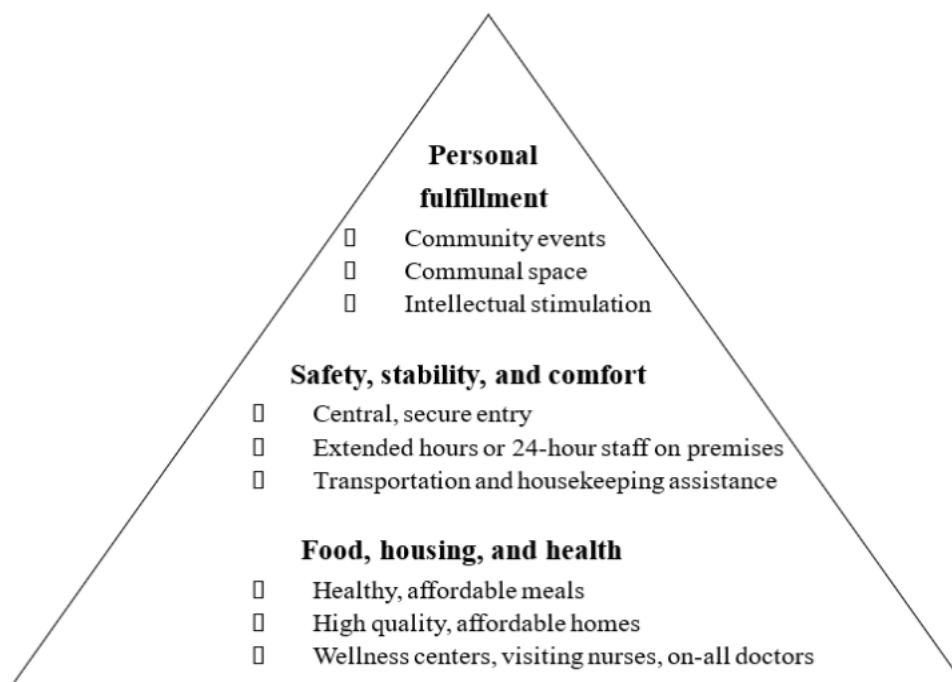 Personal
fulfillment
▯ Community events
▯ Communal space
▯ Intellectual stimulation
Safety, stability, and comfort
▯ Central, secure entry
▯ Extended hours or 24-hour staff on premises
▯ Transportation and housekeeping assistance
Food, housing, and health
▯ Healthy, affordable meals
▯ High quality, affordable homes
▯ Wellness centers, visiting nurses, on-all doctors